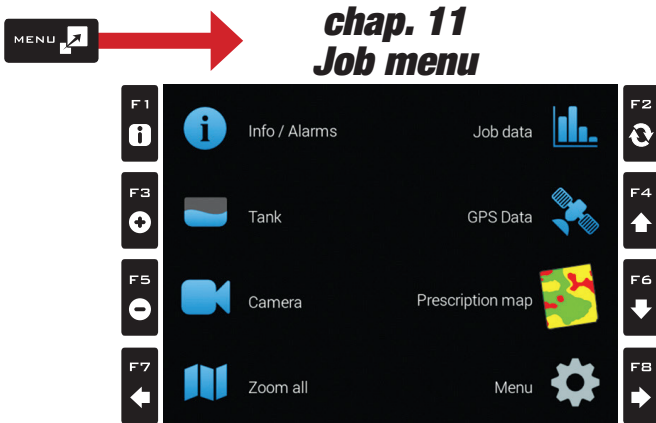 MENU
chap. 11
Job menu
F1
Info / Alarms
Job data
F2
F3
Tank
GPS Data
F4
F5
Camera
Prescription map
F6
F7
Zoom all
Menu
F8